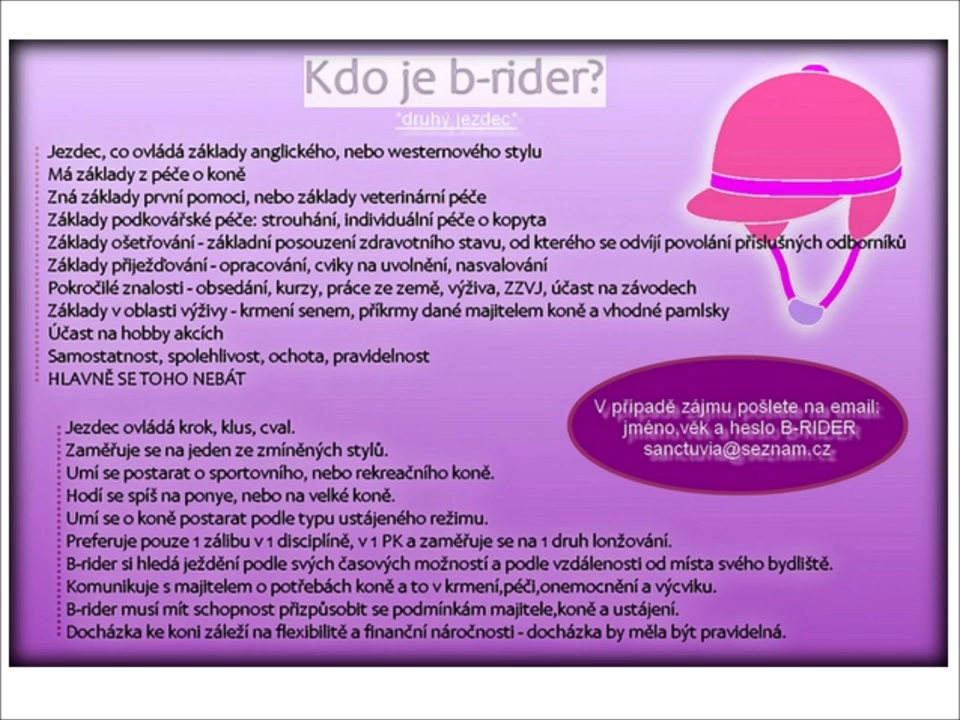 Kdo je b-rider?
*druhý jezdec*
Jezdec, co ovládá základy anglického, nebo westernového stylu
Má základy z péče o koně
Zná základy první pomoci, nebo základy veterinární péče
Základy podkovářské péče: strouhání, individuální péče o kopyta
Základy ošetřování - základní posouzení zdravotního stavu, od kterého se odvíjí povolání příslušných odborníků
Základy přiježďování - opracování, cviky na uvolnění, nasvalování
Pokročilé znalosti - obsedání, kurzy, práce ze země, výživa, ZZVJ, účast na závodech
Základy v oblasti výživy - krmení senem, příkrmy dané majitelem koně a vhodné pamlsky
Účast na hobby akcích
Samostatnost, spolehlivost, ochota, pravidelnost
HLAVNĚ SE TOHO NEBÁT
V případě zájmu pošlete na email:
jméno,věk a heslo B-RIDER
sanctuvia@seznam.cz
Jezdec ovládá krok, klus, cval.
Zaměřuje se na jeden ze zmíněných stylů.
Umí se postarat o sportovního, nebo rekreačního koně.
Hodí se spíš na ponye, nebo na velké koně.
Umí se o koně postarat podle typu ustájeného režimu.
Preferuje pouze 1 zálibu v 1 disciplíně, v 1 PK a zaměřuje se na 1 druh lonžování.
B-rider si hledá ježdění podle svých časových možností a podle vzdálenosti od místa svého bydliště.
Komunikuje s majitelem o potřebách koně a to v krmení,péči,onemocnění a výcviku.
B-rider musí mít schopnost přizpůsobit se podmínkám majitele,koně a ustájení.
Docházka ke koni záleží na flexibilitě a finanční náročnosti - docházka by měla být pravidelná.